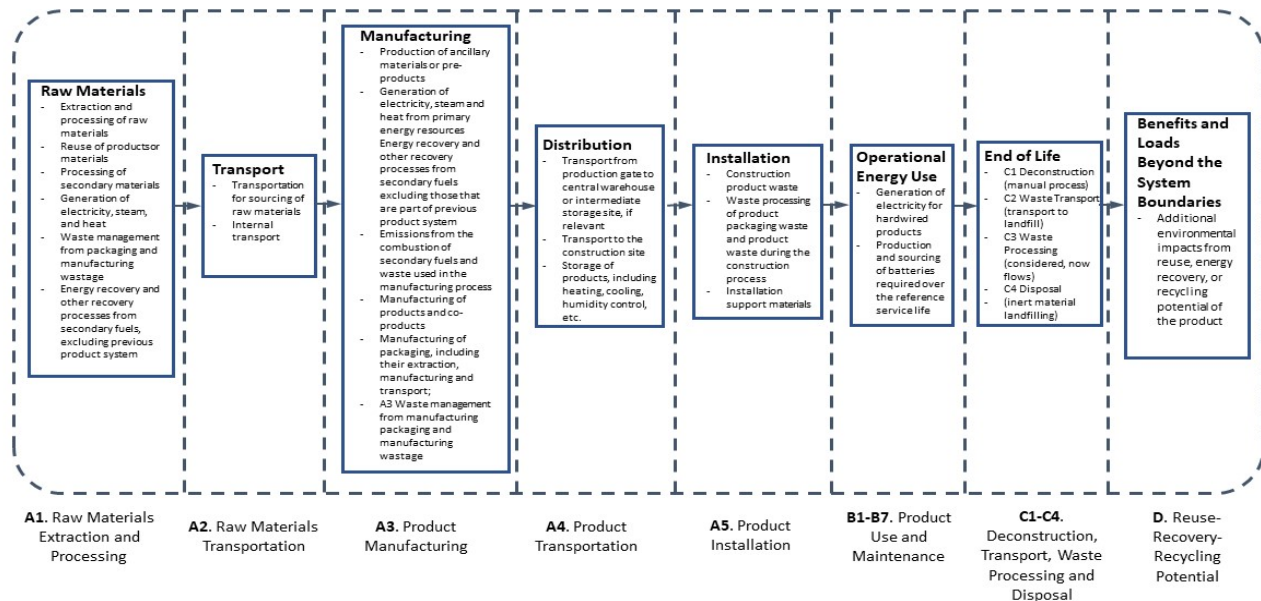 Raw Materials
- Extraction and
processing of raw
materials
- Reuse of productsor
materials
- Processing of
secondary materials
- Generation of
electricity, steam,
and heat
- Waste management
from packaging and
manufacturing
wastage
- Energy recovery and
other recovery
processes from
secondary fuels,
excluding previous
product system
Transport
- Transportation
for sourcing of
raw materials
- Internal
transport
Manufacturing
- Production of ancillary
materials or pre-
products
- Generation of
electricity, steam and
heat from primary
energy resources
Energy recovery and
other recovery
processes from
secondary fuels
excluding those that
are part of previous
product system
- Emissions from the
combustion of
secondary fuels and
waste used in the
manufacturing process
- Manufacturing of
products and co-
products
- Manufacturing of
packaging, including
their extraction,
manufacturing and
transport;
- A3 Waste management
from manufacturing
packaging and
manufacturing
wastage
Distribution
- Transport from
production gate to
central warehouse
or intermediate
storage site, if
relevant
- Transport to the
construction site
- Storage of
products, including
heating, cooling,
humidity control,
etc.
Installation
- Construction
product waste
- Waste processing
of product
packaging waste
and product
waste during the
construction
process
- Installation
support materials
Operational
Energy Use
- Generation of
electricity for
hardwired
products
- Production
and sourcing
of batteries
required over
the reference
service life
End of Life
- C1 Deconstruction
(manual process)
- C2 Waste Transport
(transport to
landfill)
- C3 Waste
Processing
(considered, now
flows)
- C4 Disposal
- (inert material
landfilling)
Benefits and
Loads
Beyond the
System
Boundaries
- Additional
environmental
impacts from
reuse, energy
recovery, or
recycling
potential of
the product
A1. Raw Materials
Extraction and
Processing
A2. Raw Materials
Transportation
A3. Product
Manufacturing
A4. Product
Transportation
A5. Product
Installation
B1-B7. Product
Use and
Maintenance
C1-C4.
Deconstruction,
Transport, Waste
Processing and
Disposal
D. Reuse-
Recovery-
Recycling
Potential